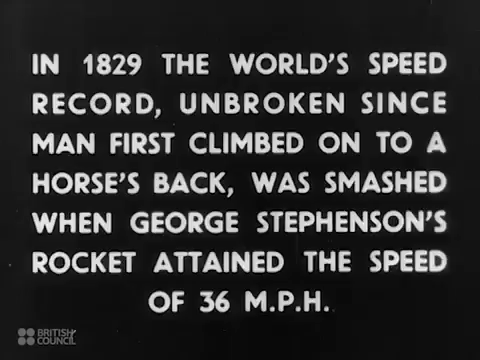 IN 1829 THE WORLD'S SPEED
RECORD, UNBROKEN SINCE
MAN FIRST CLIMBED ON TO A
HORSE'S BACK, WAS SMASHED
WHEN GEORGE STEPHENSON'S
ROCKET ATTAINED THE SPEED
OF 36 M.P.H.
BRITISH
COUNCIL